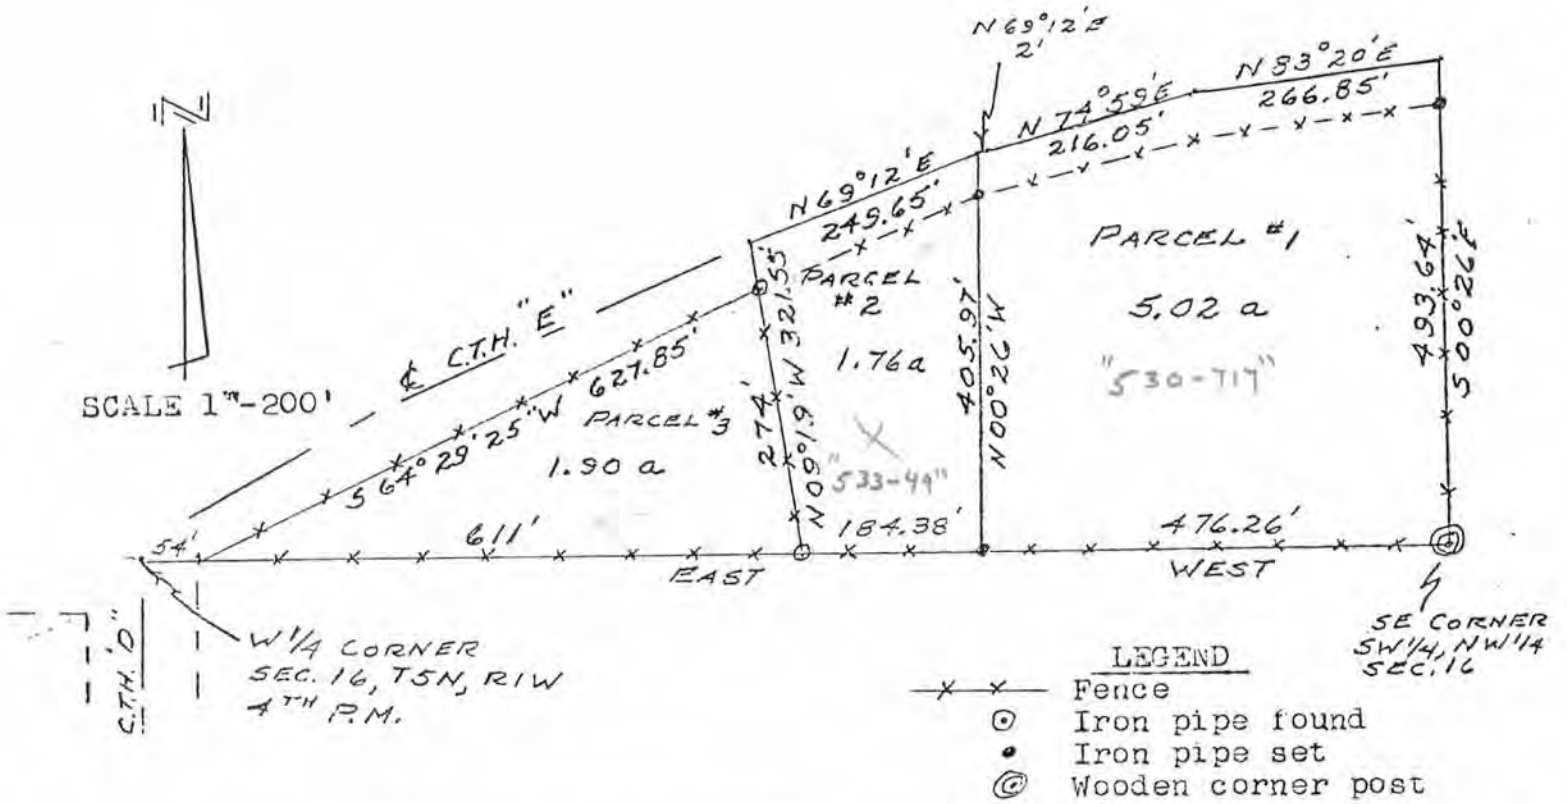 N
SCALE 1"-200'
N 69°12'E
2'
N 83°20'E
266.85'
N 74°59'E
216.05'
N 69°12'E
249.65'
℄ C.T.H. "E"
S 64° 29' 25"W 627.85'
PARCEL #3
1.90 a
274'
N09°19'W 321.55'
PARCEL
#2
1.76a
"533-49"
405.97'
N00°26'W
PARCEL #1
5.02 a
"530-717"
493.64'
S 00°26'E
54'
611'
184.38'
476.26'
EAST
WEST
C.T.H. "D"
W 1/4 CORNER
SEC. 16, T5N, R1W
4TH P.M.
SE CORNER
SW 1/4, NW 1/4
SEC. 16
LEGEND
Fence
Iron pipe found
Iron pipe set
Wooden corner post